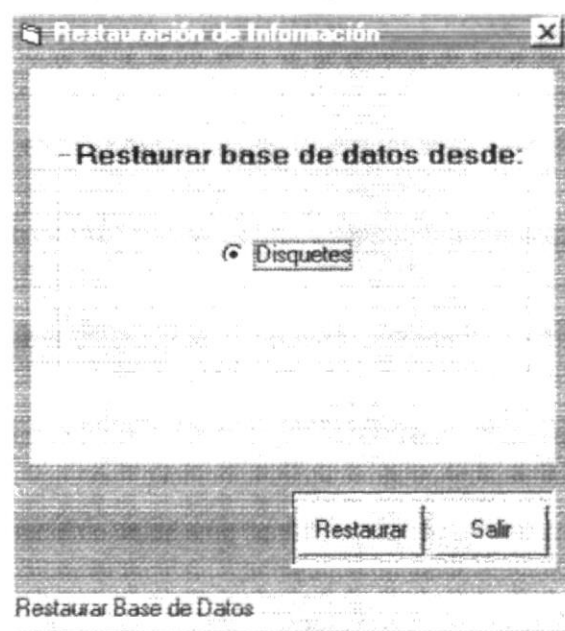 Restauración de Información
Restaurar base de datos desde:
Disquetes
Restaurar Salir
Restaurar Base de Datos